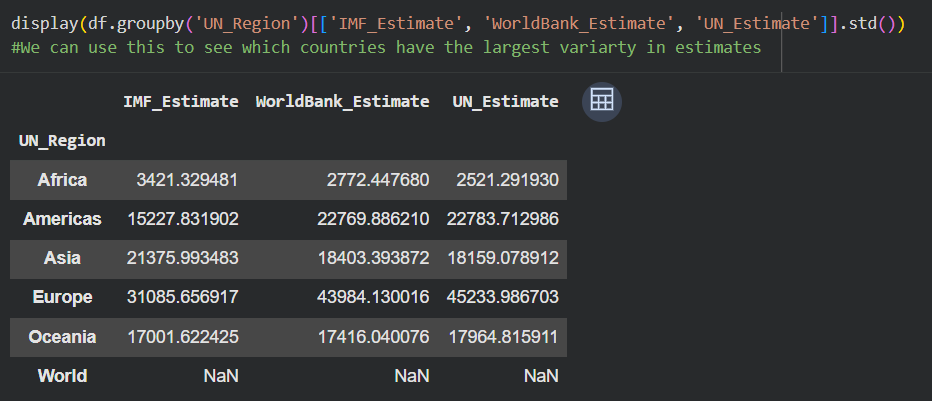 display(df.groupby('UN_Region')[['IMF_Estimate', 'WorldBank_Estimate', 'UN_Estimate']].std())
#We can use this to see which countries have the largest variarty in estimates
IMF_Estimate WorldBank_Estimate UN_Estimate
UN_Region
Africa 3421.329481 2772.447680 2521.291930
Americas 15227.831902 22769.886210 22783.712986
Asia 21375.993483 18403.393872 18159.078912
Europe 31085.656917 43984.130016 45233.986703
Oceania 17001.622425 17416.040076 17964.815911
World NaN NaN NaN